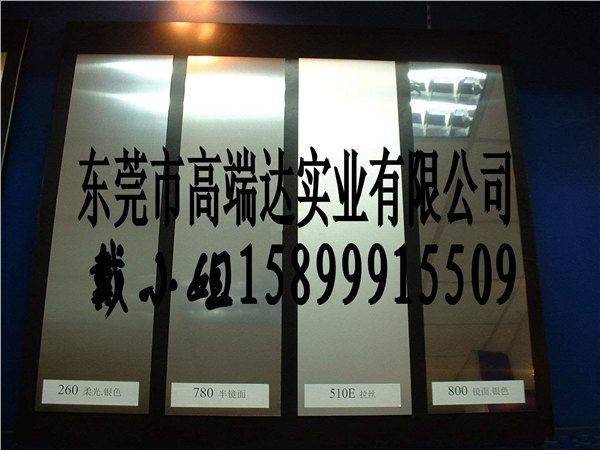 东莞市高端达实业有限公司
戴小姐15899915509
260 柔光.银色
780 半镜面
510E 拉丝
800 镜面.银色